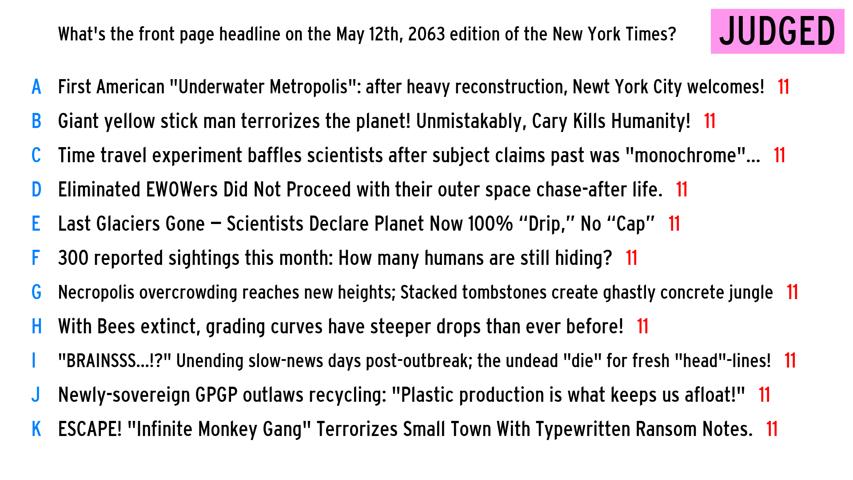 What's the front page headline on the May 12th, 2063 edition of the New York Times?
JUDGED
A First American "Underwater Metropolis": after heavy reconstruction, Newt York City welcomes! 11
B Giant yellow stick man terrorizes the planet! Unmistakably, Cary Kills Humanity! 11
C Time travel experiment baffles scientists after subject claims past was "monochrome"... 11
D Eliminated EWOWers Did Not Proceed with their outer space chase-after life. 11
E Last Glaciers Gone – Scientists Declare Planet Now 100% “Drip,” No “Cap” 11
F 300 reported sightings this month: How many humans are still hiding? 11
G Necropolis overcrowding reaches new heights; Stacked tombstones create ghastly concrete jungle 11
H With Bees extinct, grading curves have steeper drops than ever before! 11
I "BRAINSSS...!?" Unending slow-news days post-outbreak; the undead "die" for fresh "head"-lines! 11
J Newly-sovereign GPGP outlaws recycling: "Plastic production is what keeps us afloat!" 11
K ESCAPE! "Infinite Monkey Gang" Terrorizes Small Town With Typewritten Ransom Notes. 11